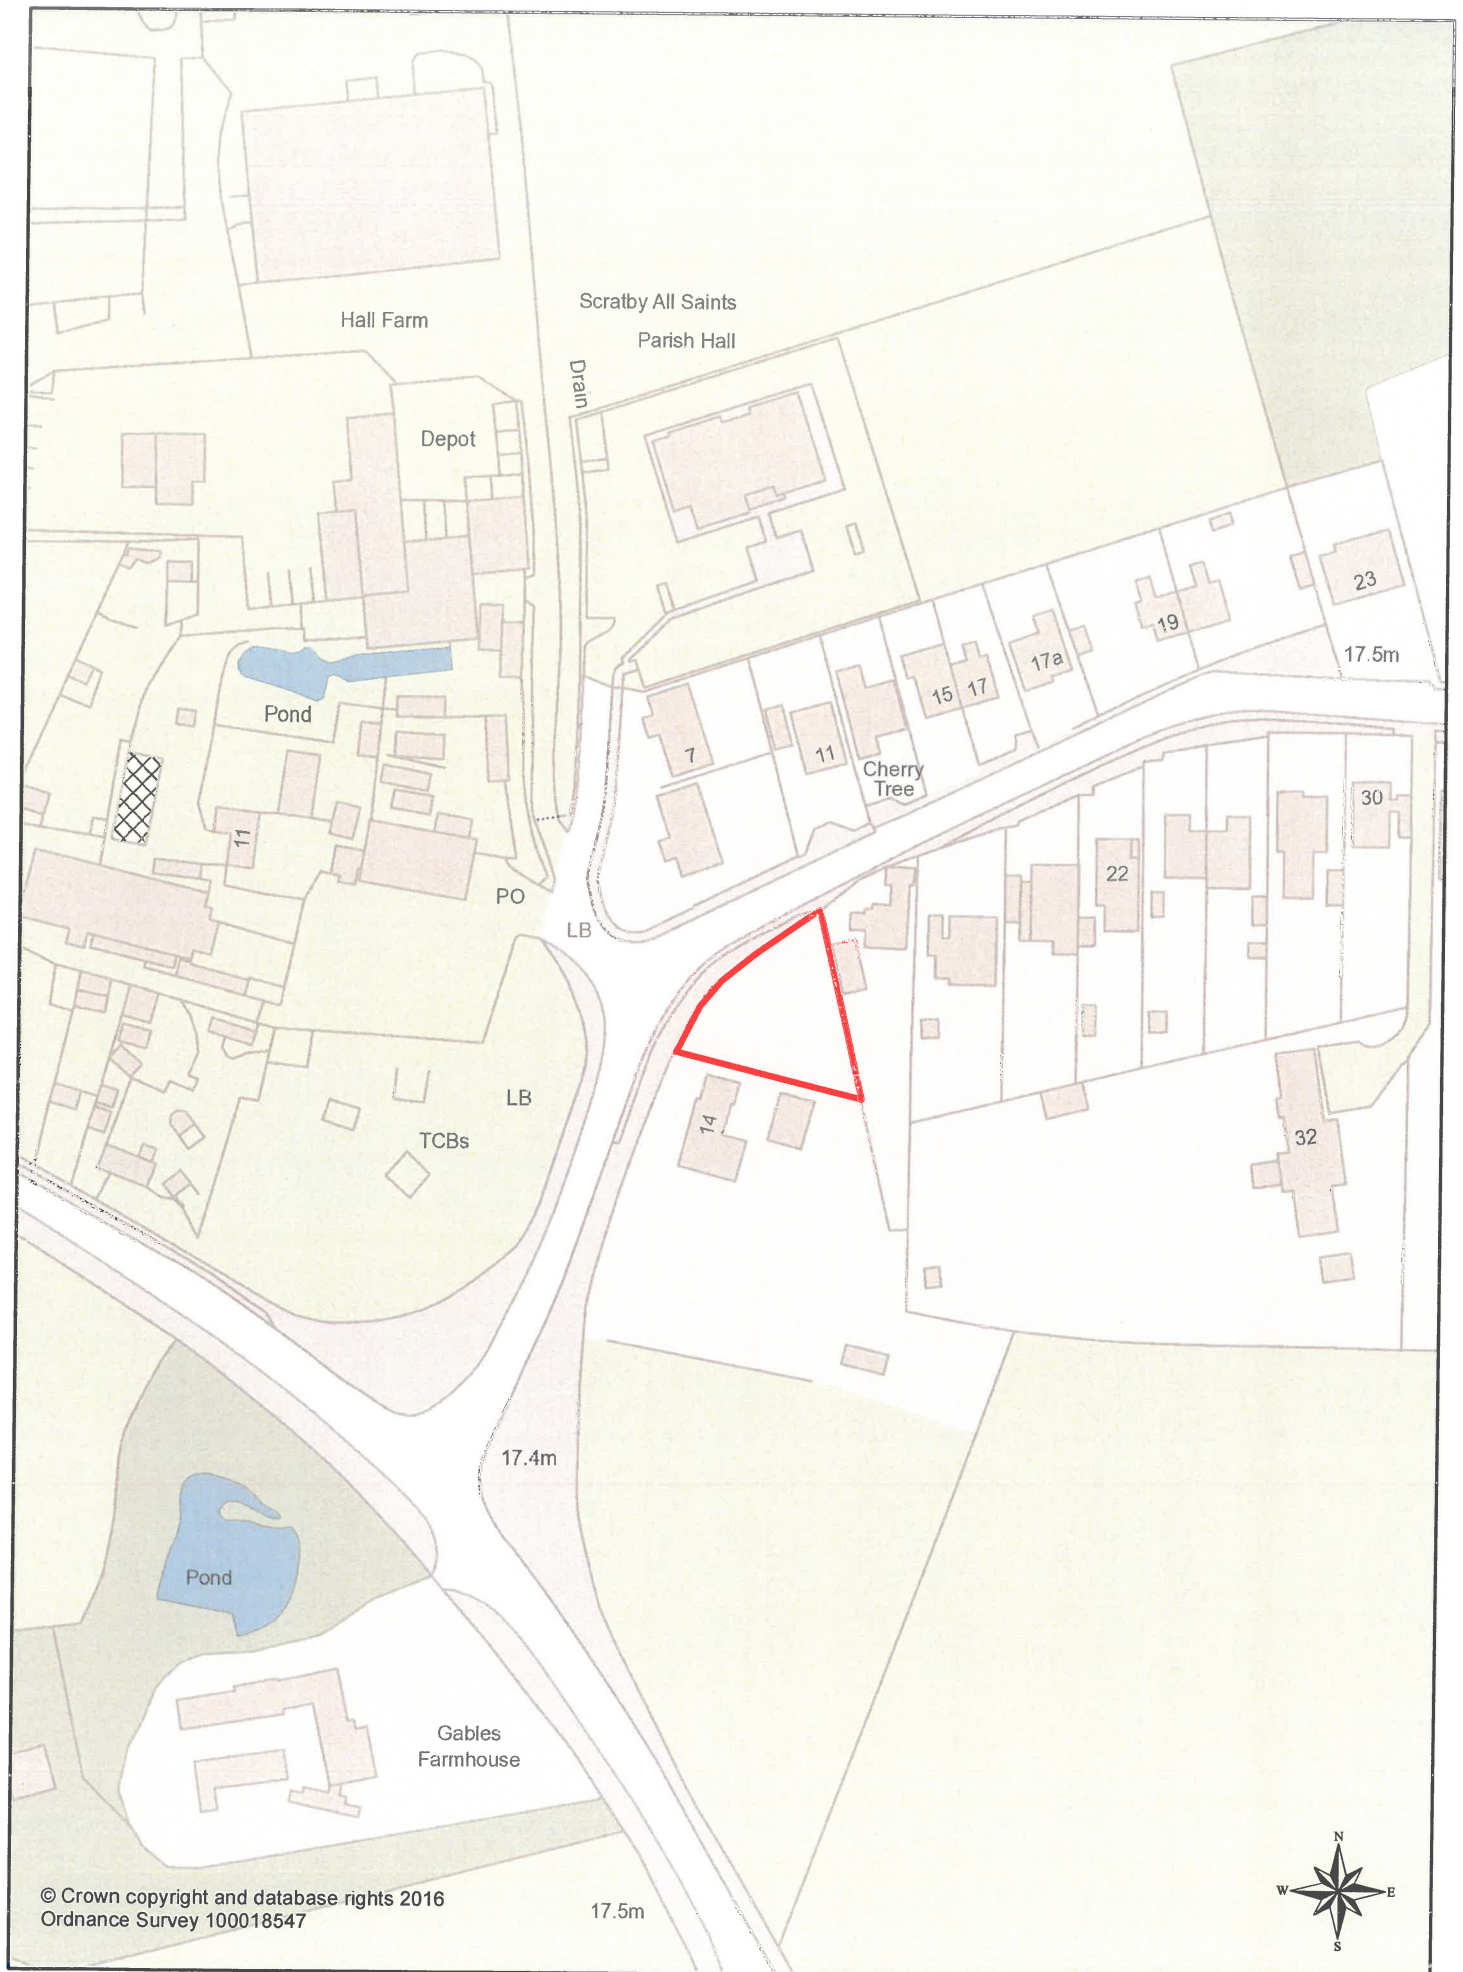 Scratby All Saints
Parish Hall
Hall Farm
Drain
Depot
23
19
17.5m
17a
15
17
Pond
7
11
Cherry
Tree
30
11
22
PO
LB
LB
14
TCBs
32
17.4m
Pond
Gables
Farmhouse
© Crown copyright and database rights 2016
Ordnance Survey 100018547
17.5m
N
W
E
S